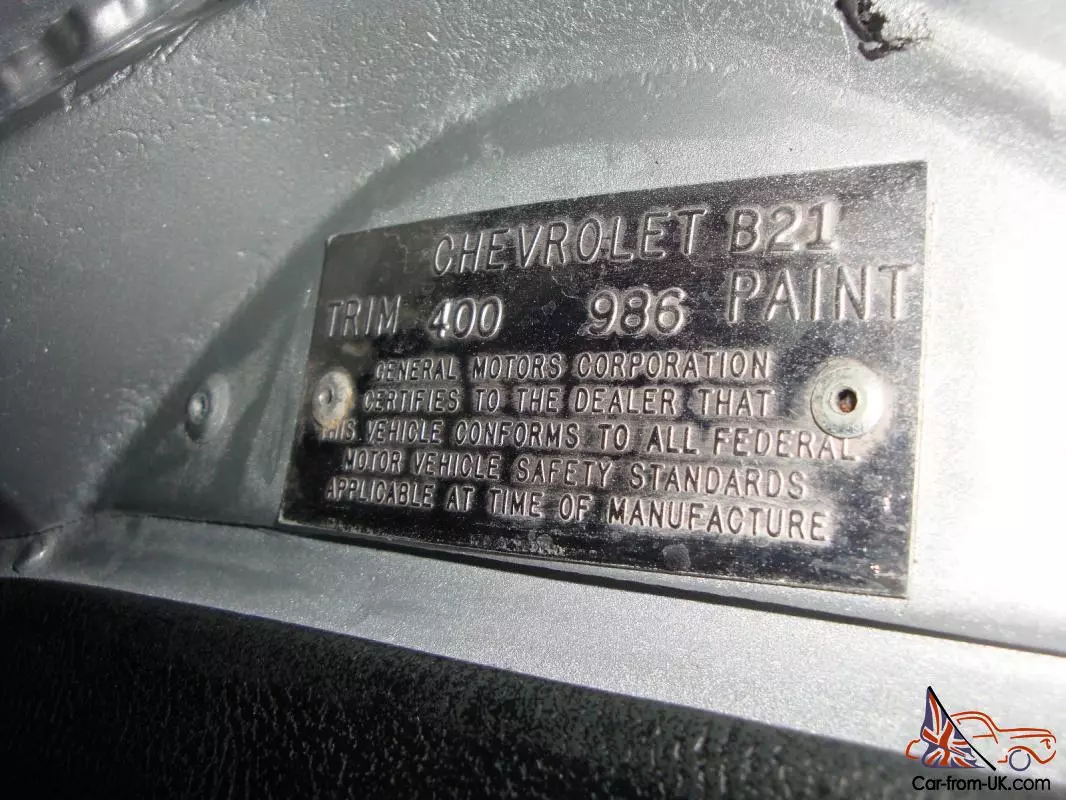 CHEVROLET B21
TRIM 400 986 PAINT
GENERAL MOTORS CORPORATION
CERTIFIES TO THE DEALER THAT
THIS VEHICLE CONFORMS TO ALL FEDERAL
MOTOR VEHICLE SAFETY STANDARDS
APPLICABLE AT TIME OF MANUFACTURE
Car-from-UK.com